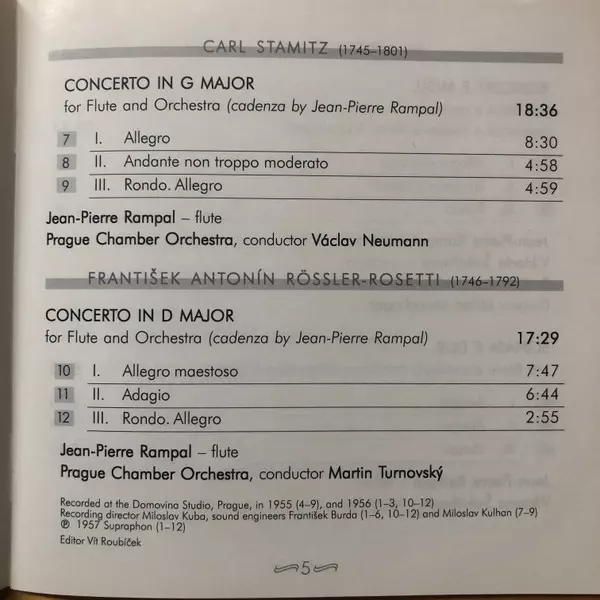 CARL STAMITZ (1745–1801)
CONCERTO IN G MAJOR
for Flute and Orchestra (cadenza by Jean-Pierre Rampal) 18:36
7 I. Allegro 8:30
8 II. Andante non troppo moderato 4:58
9 III. Rondo. Allegro 4:59
Jean-Pierre Rampal – flute
Prague Chamber Orchestra, conductor Václav Neumann
FRANTIŠEK ANTONÍN RÖSSLER-ROSETTI (1746–1792)
CONCERTO IN D MAJOR
for Flute and Orchestra (cadenza by Jean-Pierre Rampal) 17:29
10 I. Allegro maestoso 7:47
11 II. Adagio 6:44
12 III. Rondo. Allegro 2:55
Jean-Pierre Rampal – flute
Prague Chamber Orchestra, conductor Martin Turnovský
Recorded at the Domovina Studio, Prague, in 1955 (4–9), and 1956 (1–3, 10–12)
Recording director Miloslav Kuba, sound engineers František Burda (1–6, 10–12) and Miloslav Kulhan (7–9)
℗ 1957 Supraphon (1–12)
Editor Vít Roubíček
5